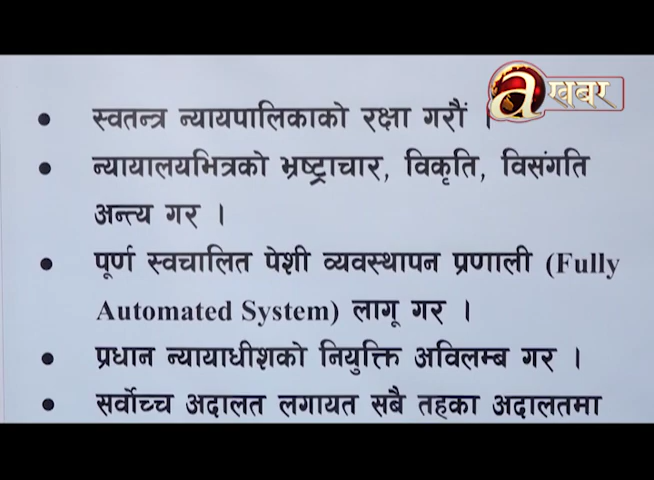 a खबर
• स्वतन्त्र न्यायपालिकाको रक्षा गरौं ।
• न्यायालयभित्रको भ्रष्ट्राचार, विकृति, विसंगति
अन्त्य गर ।
• पूर्ण स्वचालित पेशी व्यवस्थापन प्रणाली (Fully
Automated System) लागू गर ।
• प्रधान न्यायाधीशको नियुक्ति अविलम्ब गर ।
• सर्वोच्च अदालत लगायत सबै तहका अदालतमा